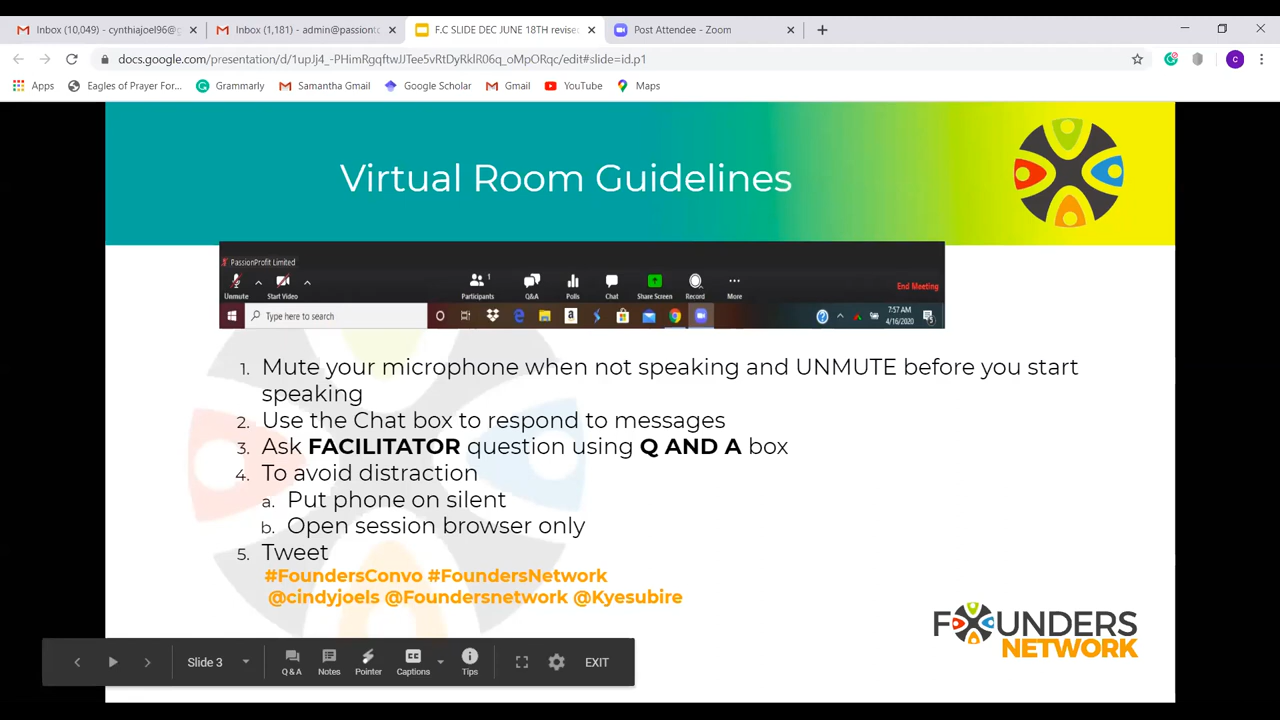 Inbox (10,049) - cynthiajoel96@g
Inbox (1,181) - admin@passionto
F.C SLIDE DEC JUNE 18TH revised
Post Attendee - Zoom
docs.google.com/presentation/d/1upJj4_-PHimRgqftwJJTee5vRtDyRklR06q_oMpORqc/edit#slide=id.p1
C
Apps
Eagles of Prayer For...
Grammarly
Samantha Gmail
Google Scholar
Gmail
YouTube
Maps
Virtual Room Guidelines
PassionProfit Limited
Unmute
Start Video
1
Participants
Q&A
Polls
Chat
Share Screen
Record
More
End Meeting
Type here to search
7:57 AM
4/16/2020
1. Mute your microphone when not speaking and UNMUTE before you start
speaking
2. Use the Chat box to respond to messages
3. Ask FACILITATOR question using Q AND A box
4. To avoid distraction
a. Put phone on silent
b. Open session browser only
5. Tweet
#FoundersConvo #FoundersNetwork
@cindyjoels @Foundersnetwork @Kyesubire
FOUNDERS
NETWORK
Slide 3
Q & A
Notes
Pointer
Captions
Tips
EXIT